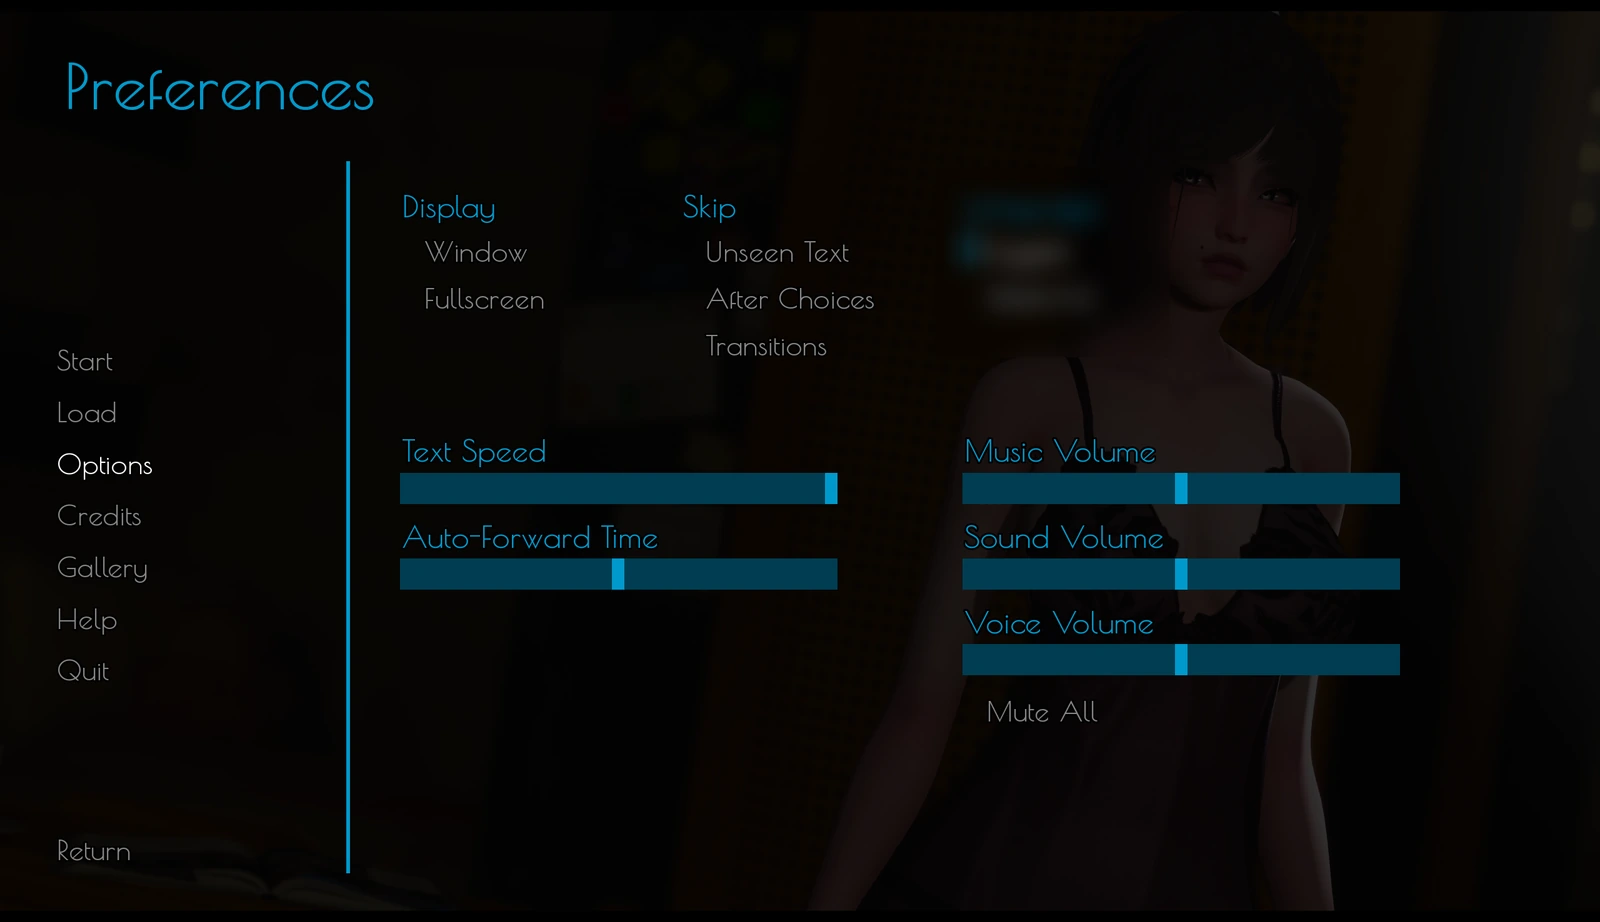 Preferences
Start
Load
Options
Credits
Gallery
Help
Quit
Return
Display
Window
Fullscreen
Skip
Unseen Text
After Choices
Transitions
Text Speed
Auto-Forward Time
Music Volume
Sound Volume
Voice Volume
Mute All